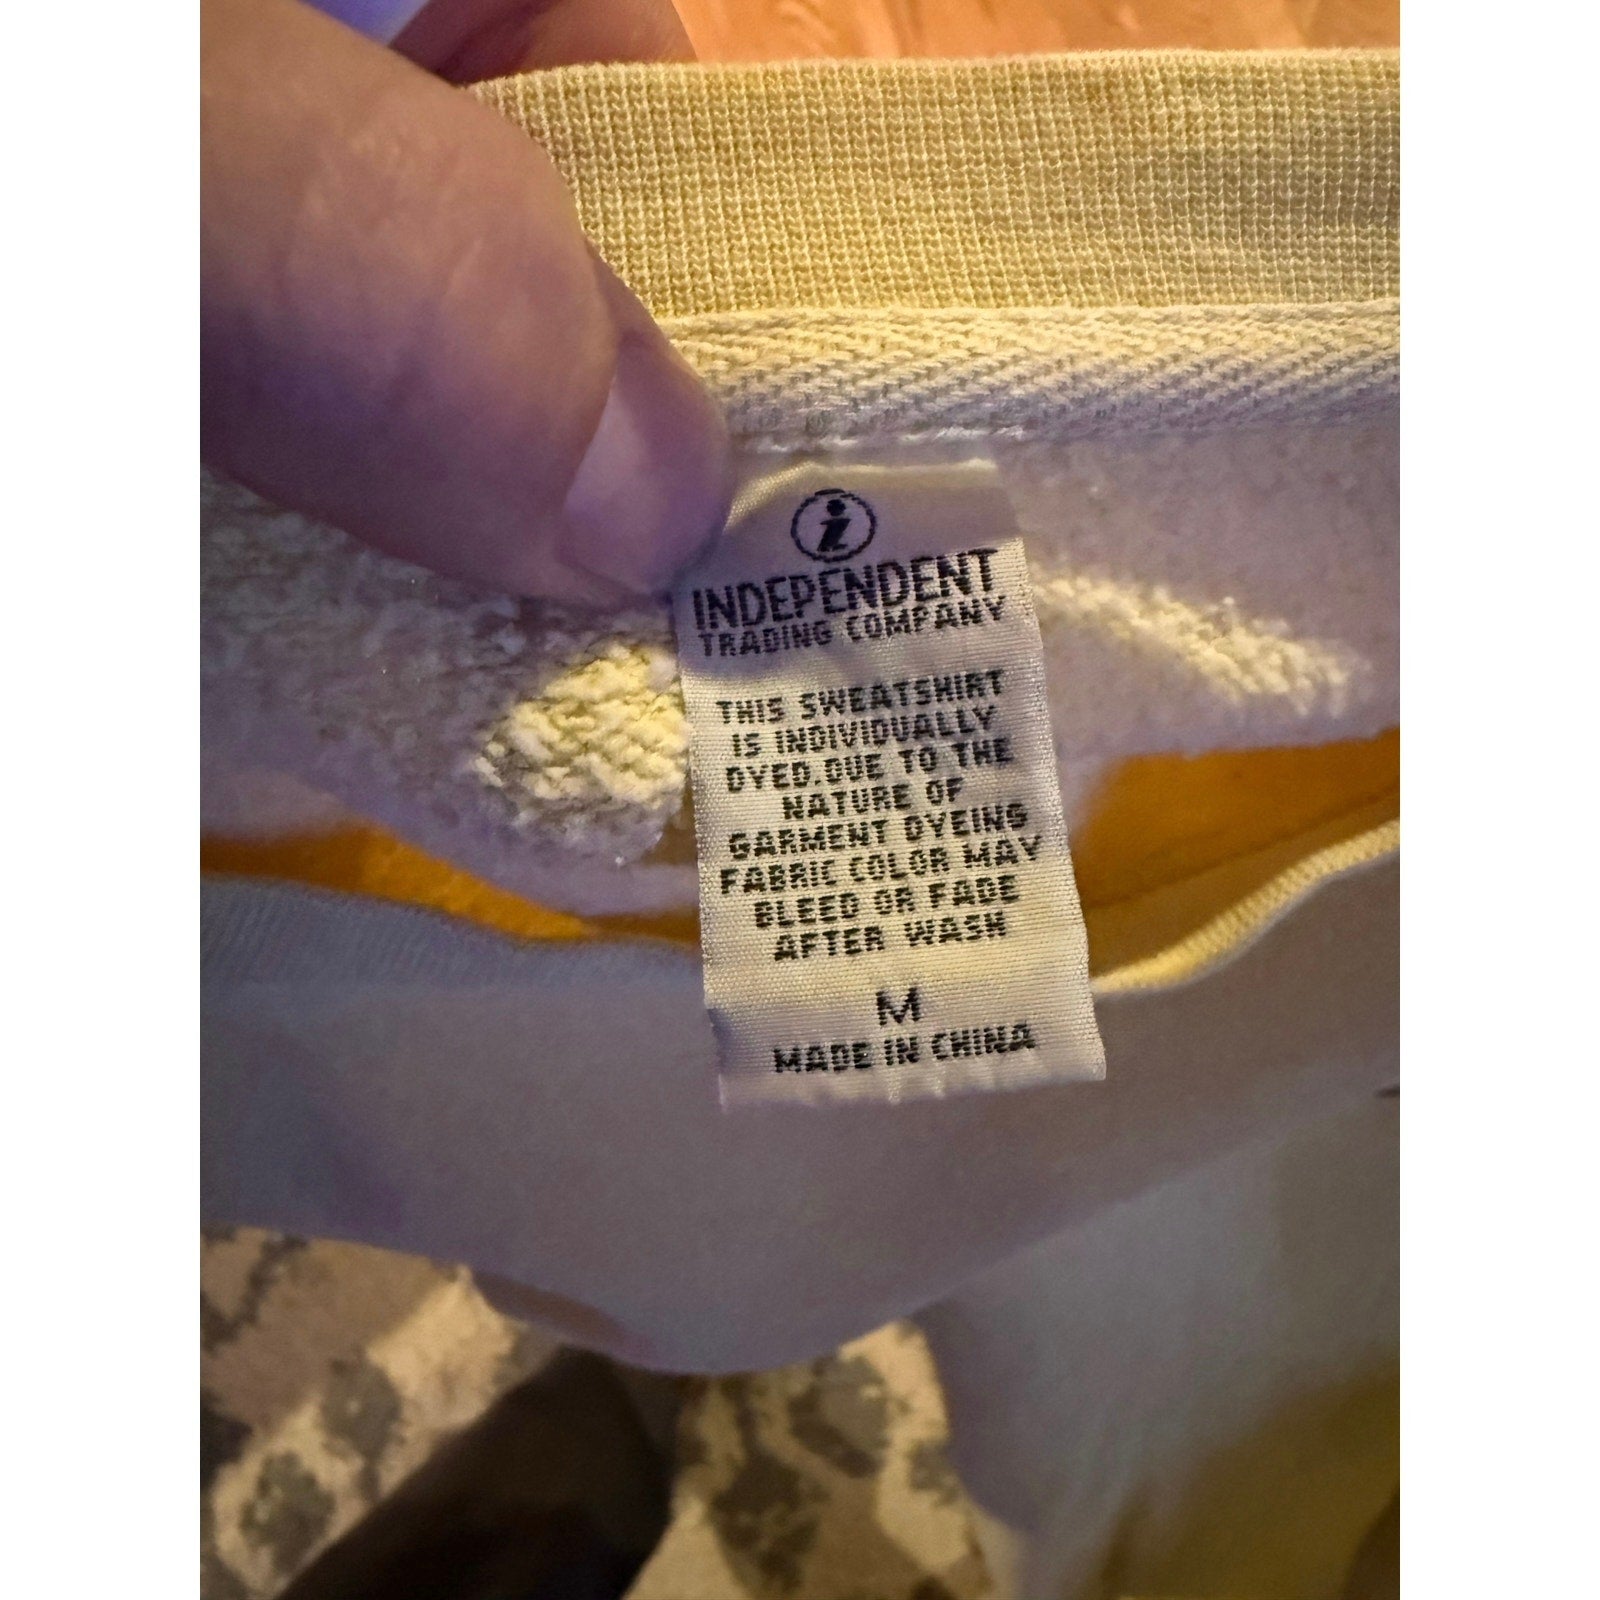 i
INDEPENDENT
TRADING COMPANY
THIS SWEATSHIRT
IS INDIVIDUALLY
DYED.DUE TO THE
NATURE OF
GARMENT DYEING
FABRIC COLOR MAY
BLEED OR FADE
AFTER WASH
M
MADE IN CHINA